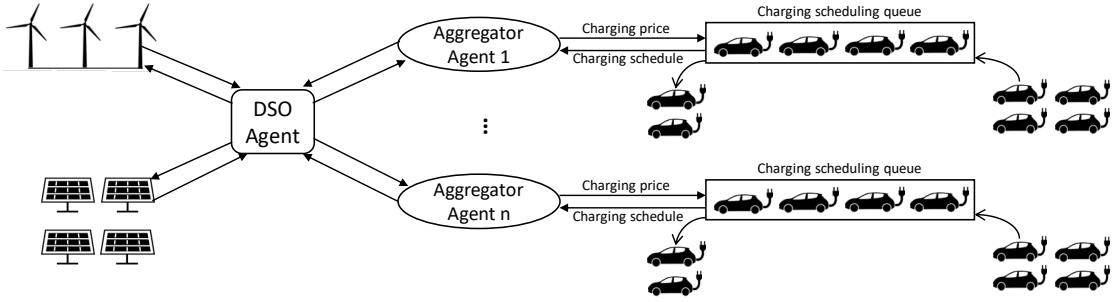 Charging scheduling queue
Aggregator
Agent 1
Charging price
Charging schedule
DSO
Agent
...
Charging scheduling queue
Aggregator
Agent n
Charging price
Charging schedule